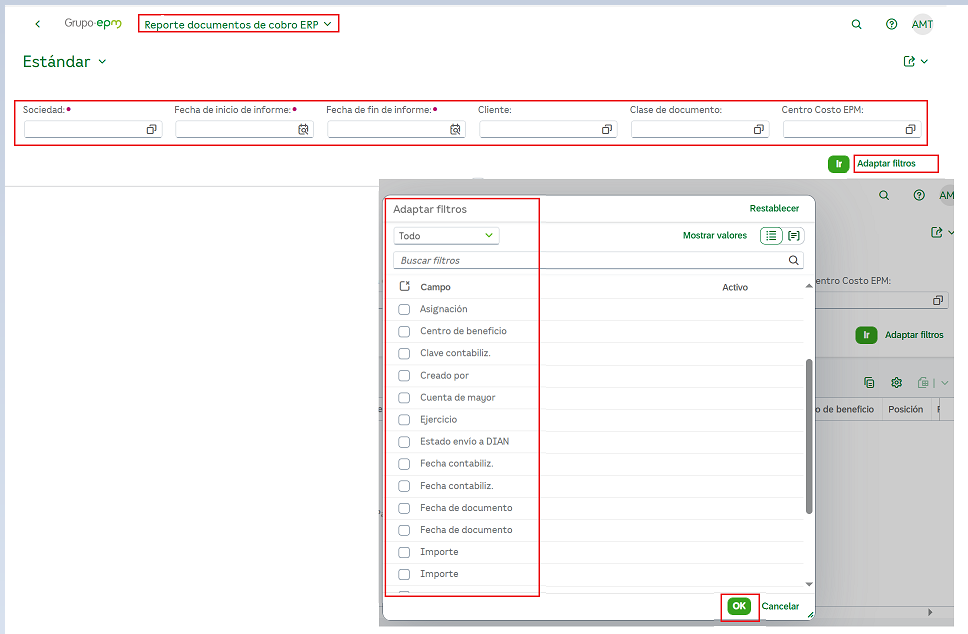 Grupo·epm Reporte documentos de cobro ERP AMT
Estándar
Sociedad: Fecha de inicio de informe: Fecha de fin de informe: Cliente: Clase de documento: Centro Costo EPM:
Ir Adaptar filtros
Adaptar filtros Restablecer
Todo Mostrar valores
Buscar filtros
Campo Activo
Asignación
Centro de beneficio
Clave contabiliz.
Creado por
Cuenta de mayor
Ejercicio
Estado envío a DIAN
Fecha contabiliz.
Fecha contabiliz.
Fecha de documento
Fecha de documento
Importe
Importe
OK Cancelar
AM
entro Costo EPM:
Ir Adaptar filtros
o de beneficio Posición